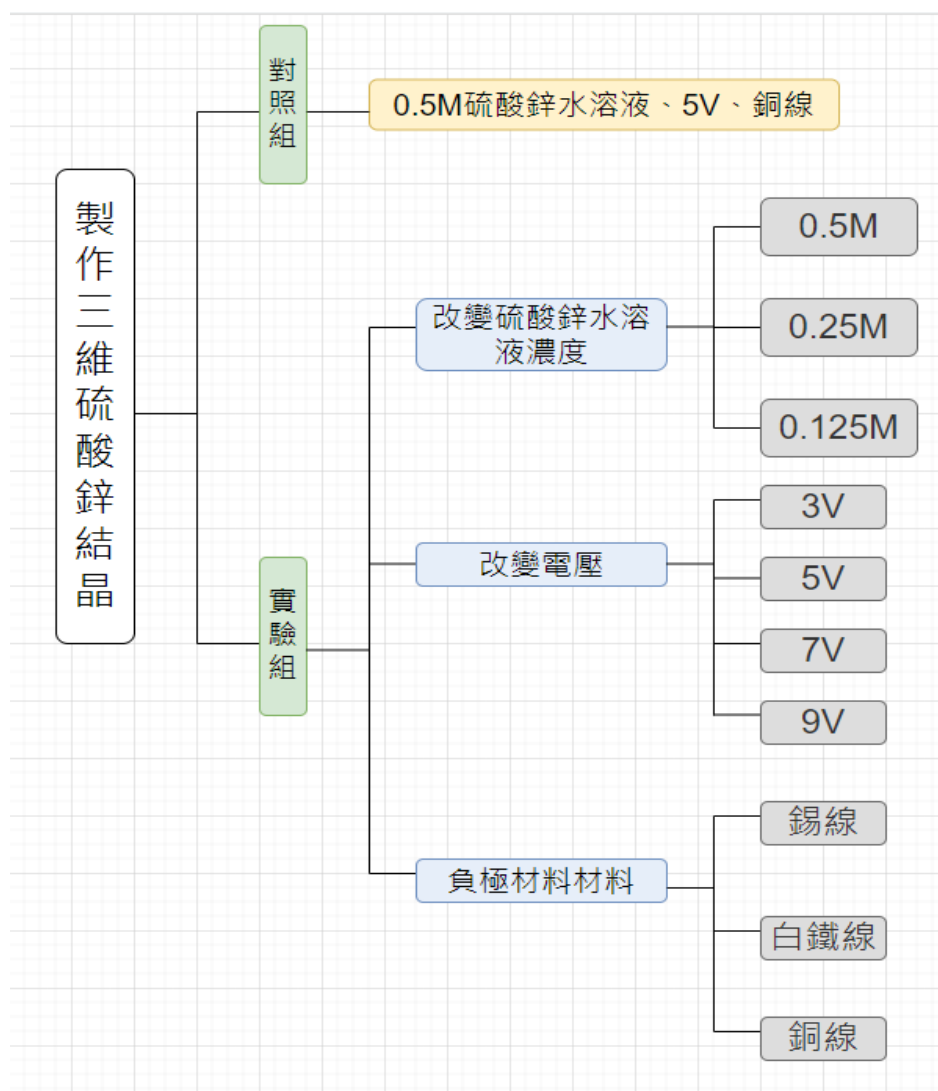 製作三維硫酸鋅結晶
對照組
0.5M硫酸鋅水溶液、5V、銅線
實驗組
改變硫酸鋅水溶
液濃度
0.5M
0.25M
0.125M
改變電壓
3V
5V
7V
9V
負極材料材料
錫線
白鐵線
銅線